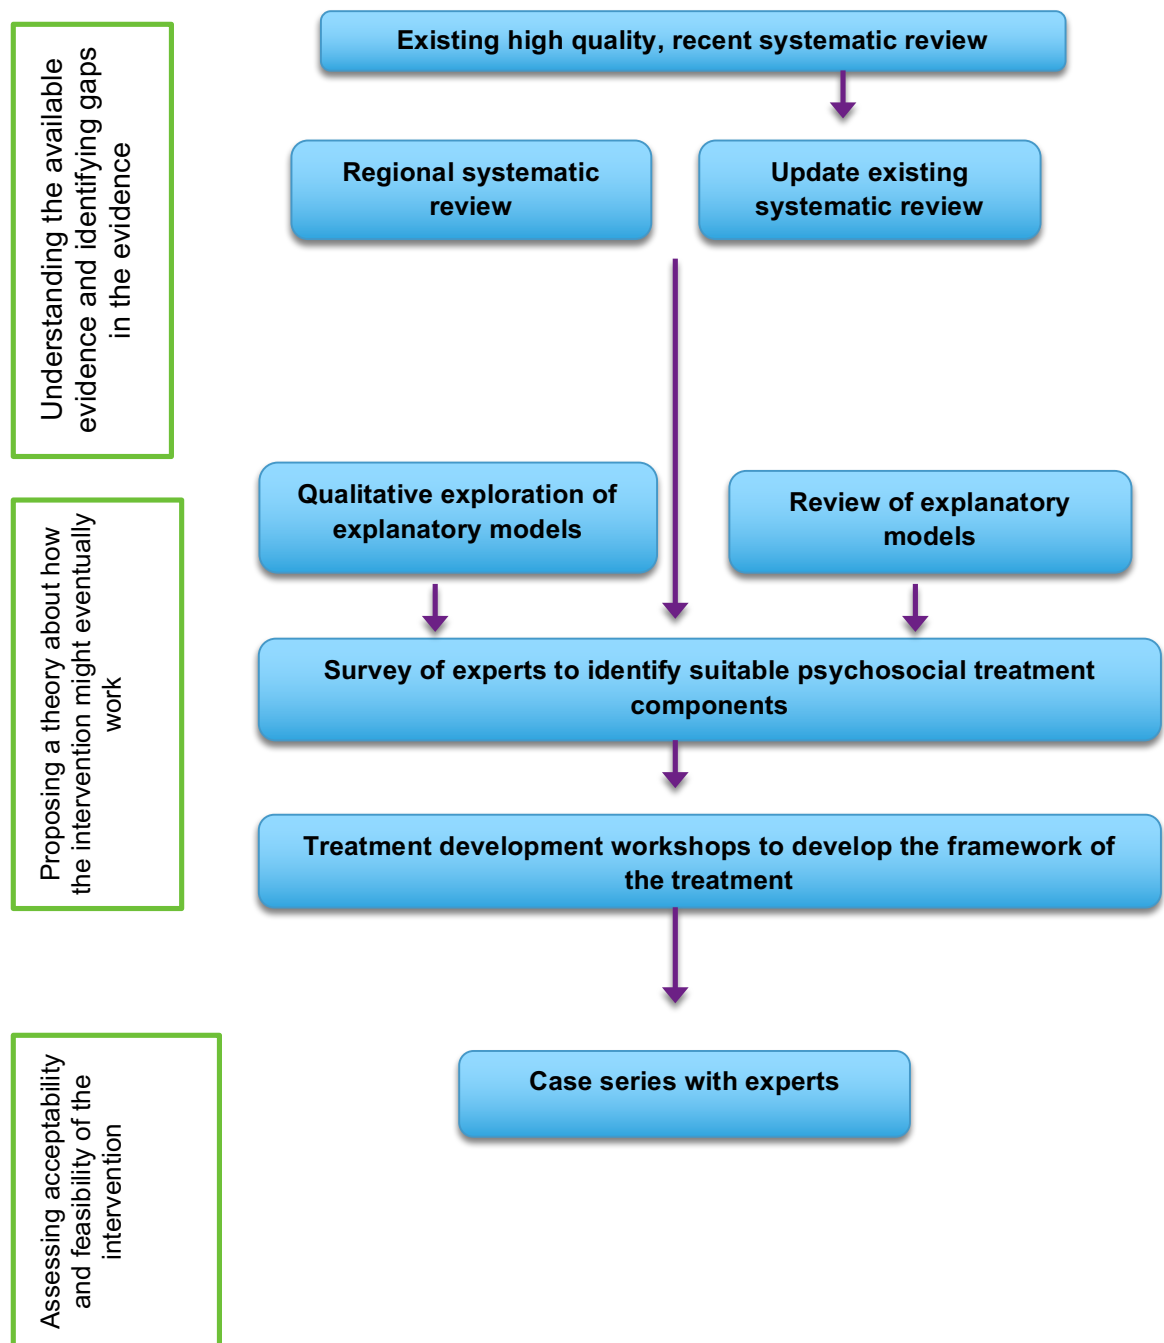 Understanding the available
evidence and identifying gaps
in the evidence
Existing high quality, recent systematic review
Regional systematic
review
Update existing
systematic review
Proposing a theory about how
the intervention might eventually
work
Qualitative exploration of
explanatory models
Review of explanatory
models
Survey of experts to identify suitable psychosocial treatment
components
Treatment development workshops to develop the framework of
the treatment
Assessing acceptability
and feasibility of the
intervention
Case series with experts